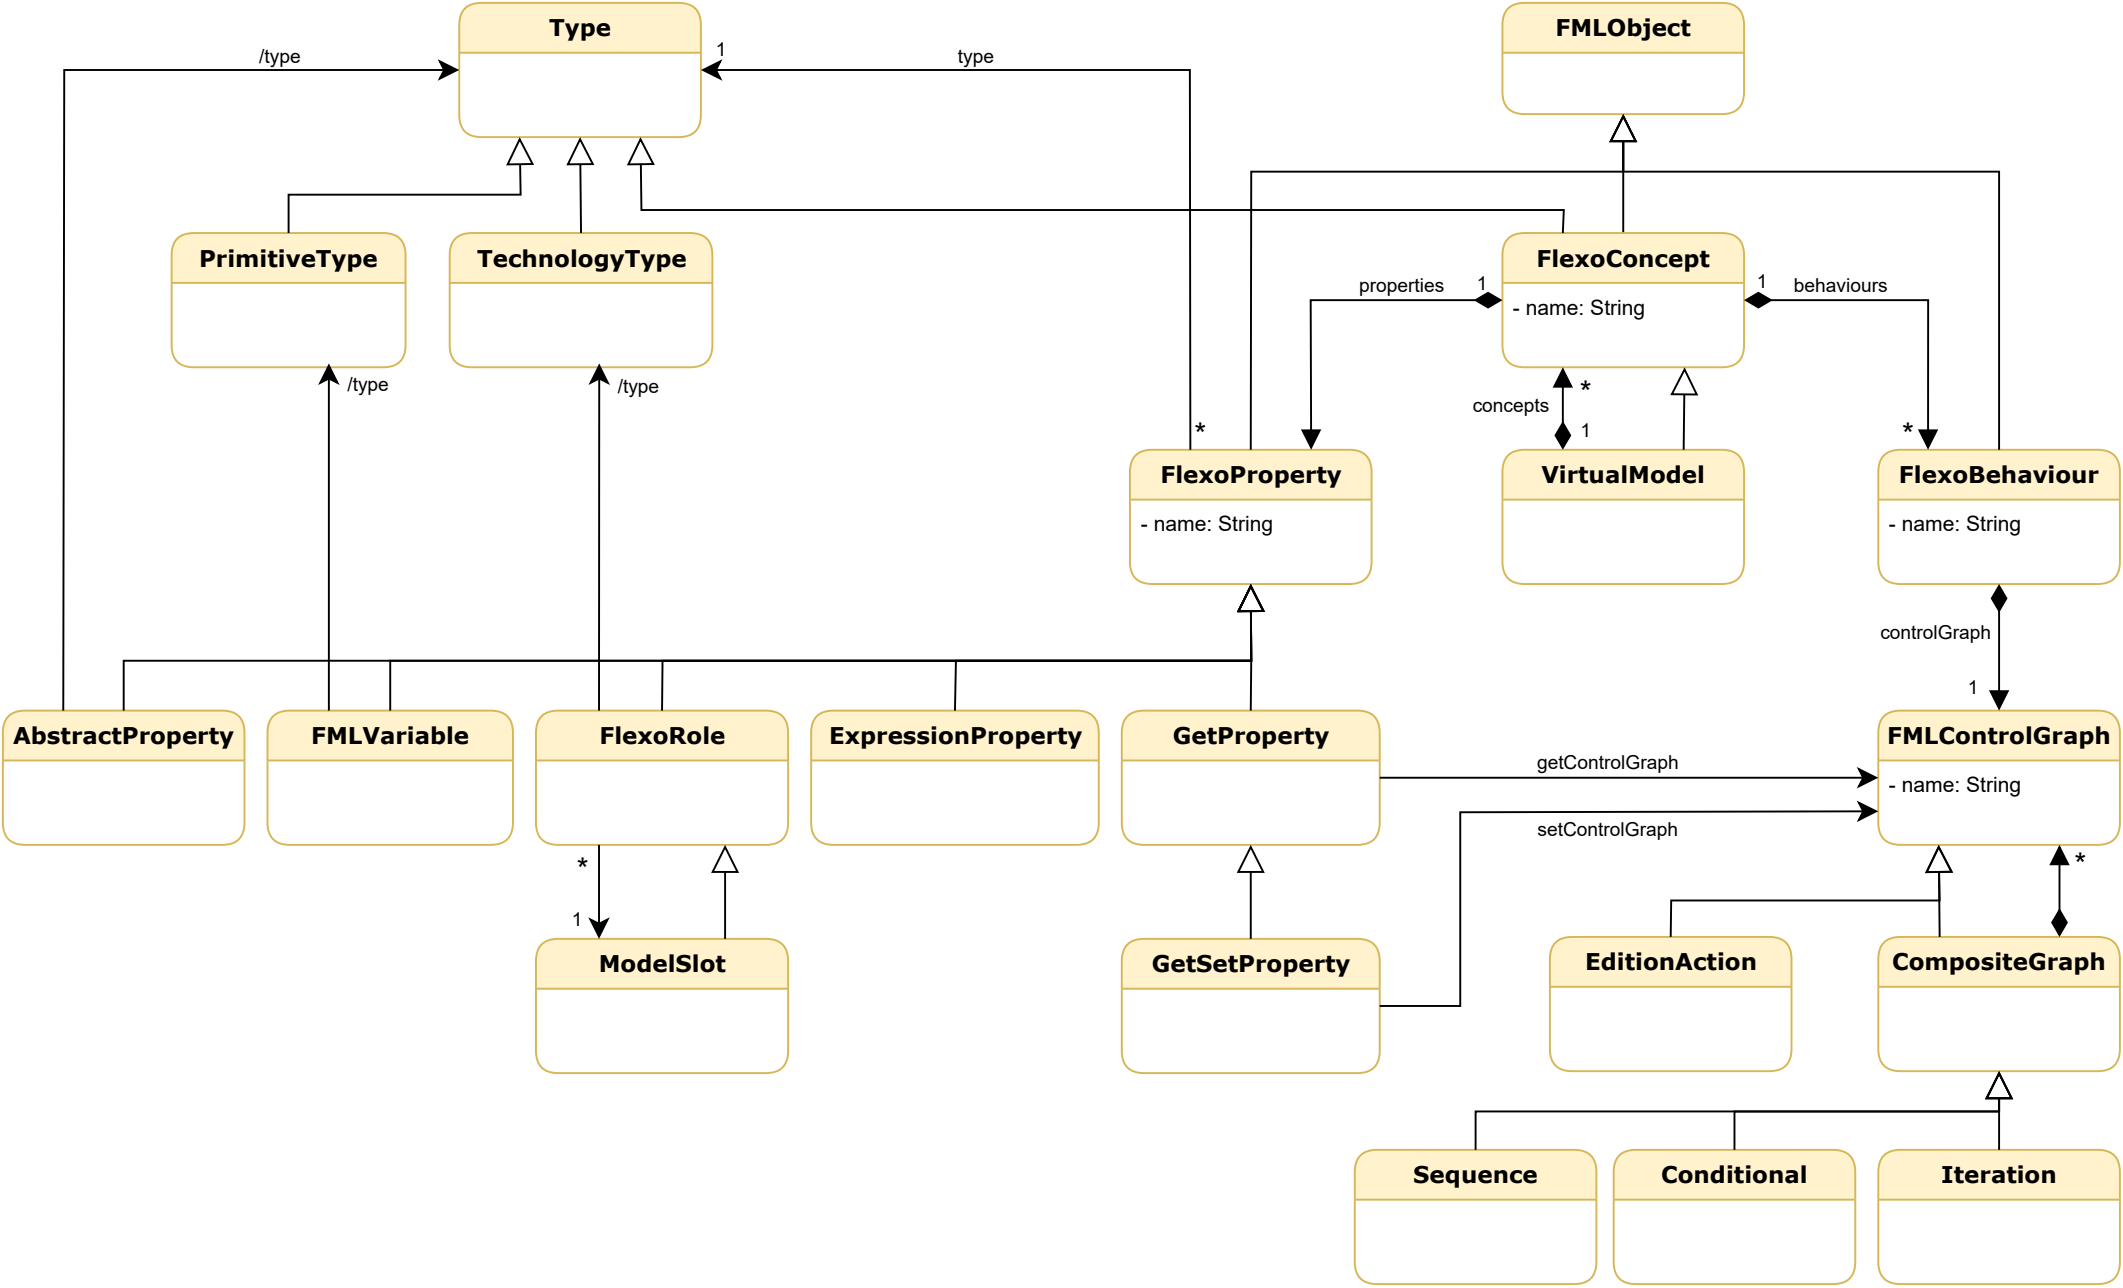 Type
FMLObject
/type
1
type
PrimitiveType
TechnologyType
FlexoConcept
- name: String
properties
1
1
behaviours
/type
/type
*
concepts
1
*
*
FlexoProperty
- name: String
VirtualModel
FlexoBehaviour
- name: String
controlGraph
1
AbstractProperty
FMLVariable
FlexoRole
ExpressionProperty
GetProperty
FMLControlGraph
- name: String
getControlGraph
setControlGraph
*
1
*
ModelSlot
GetSetProperty
EditionAction
CompositeGraph
Sequence
Conditional
Iteration